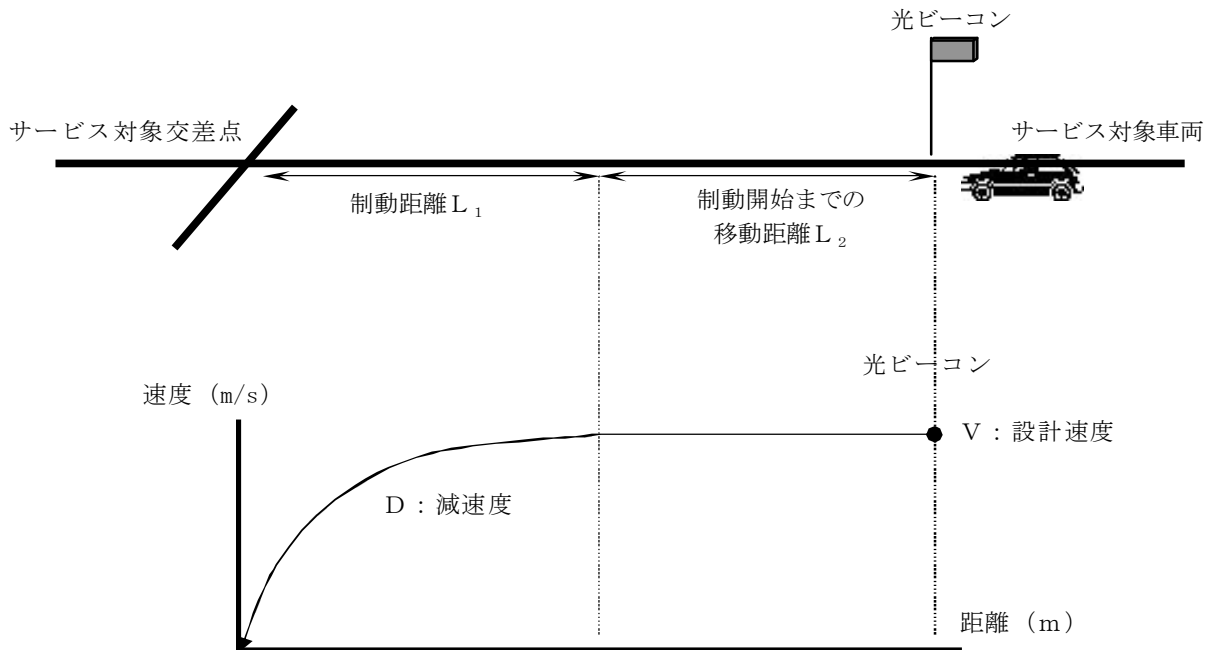 光ビーコン
サービス対象交差点
サービス対象車両
制動距離L₁
制動開始までの
移動距離L₂
光ビーコン
速度 (m/s)
V:設計速度
D:減速度
距離(m)